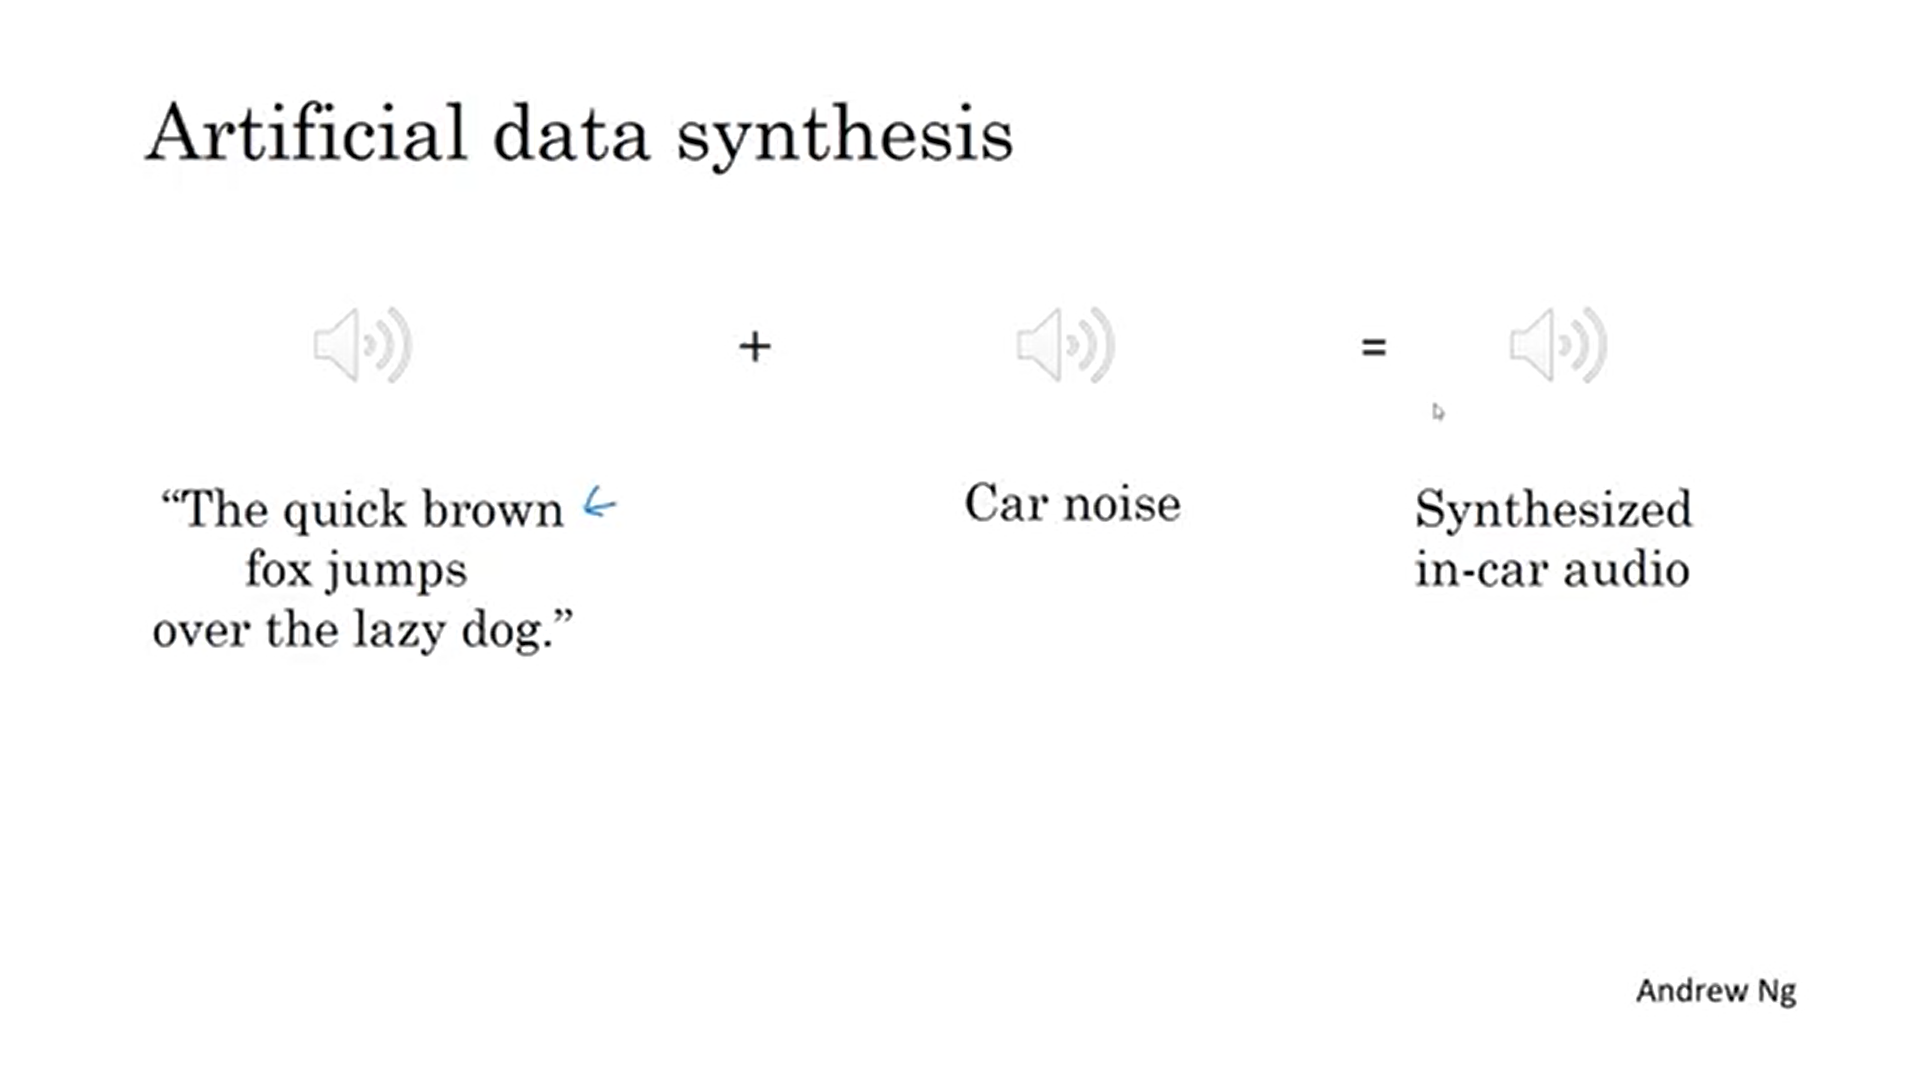 Artificial data synthesis
+
=
“The quick brown
fox jumps
over the lazy dog.”
Car noise
Synthesized
in-car audio
Andrew Ng